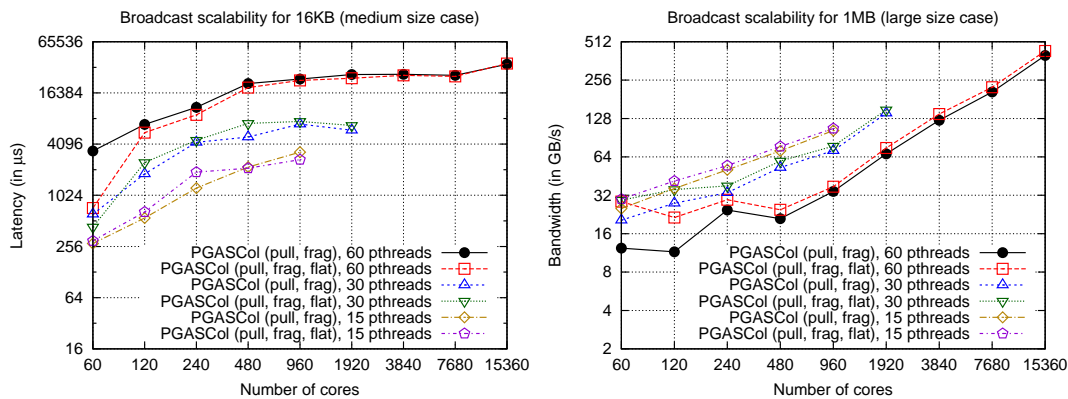 Broadcast scalability for 16KB (medium size case)
65536
16384
4096
1024
256
64
16
Latency (in µs)
PGASCol (pull, frag), 60 pthreads
PGASCol (pull, frag, flat), 60 pthreads
PGASCol (pull, frag), 30 pthreads
PGASCol (pull, frag, flat), 30 pthreads
PGASCol (pull, frag), 15 pthreads
PGASCol (pull, frag, flat), 15 pthreads
60 120 240 480 960 1920 3840 7680 15360
Number of cores
Broadcast scalability for 1MB (large size case)
512
256
128
64
32
16
8
4
2
Bandwidth (in GB/s)
PGASCol (pull, frag), 60 pthreads
PGASCol (pull, frag, flat), 60 pthreads
PGASCol (pull, frag), 30 pthreads
PGASCol (pull, frag, flat), 30 pthreads
PGASCol (pull, frag), 15 pthreads
PGASCol (pull, frag, flat), 15 pthreads
60 120 240 480 960 1920 3840 7680 15360
Number of cores